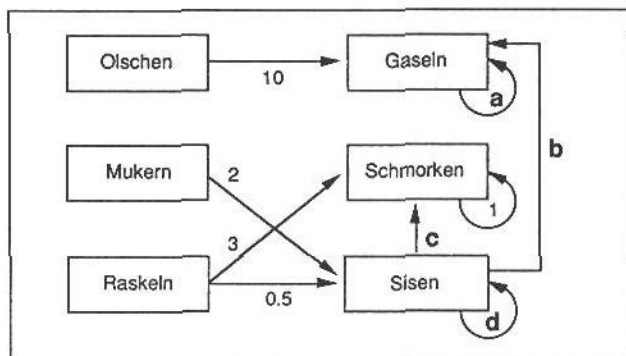 Olschen
10
Gaseln
a
b
Mukern
2
Schmorken
1
3
c
Raskeln
0.5
Sisen
d